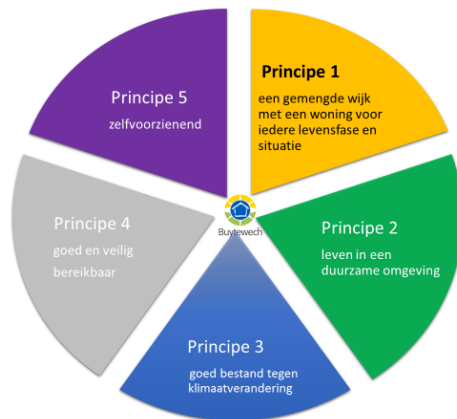 Principe 1
een gemengde wijk
met een woning voor
iedere levensfase en
situatie
Principe 2
leven in een
duurzame omgeving
Principe 3
goed bestand tegen
klimaatverandering
Principe 4
goed en veilig
bereikbaar
Principe 5
zelfvoorzienend
Buytewech